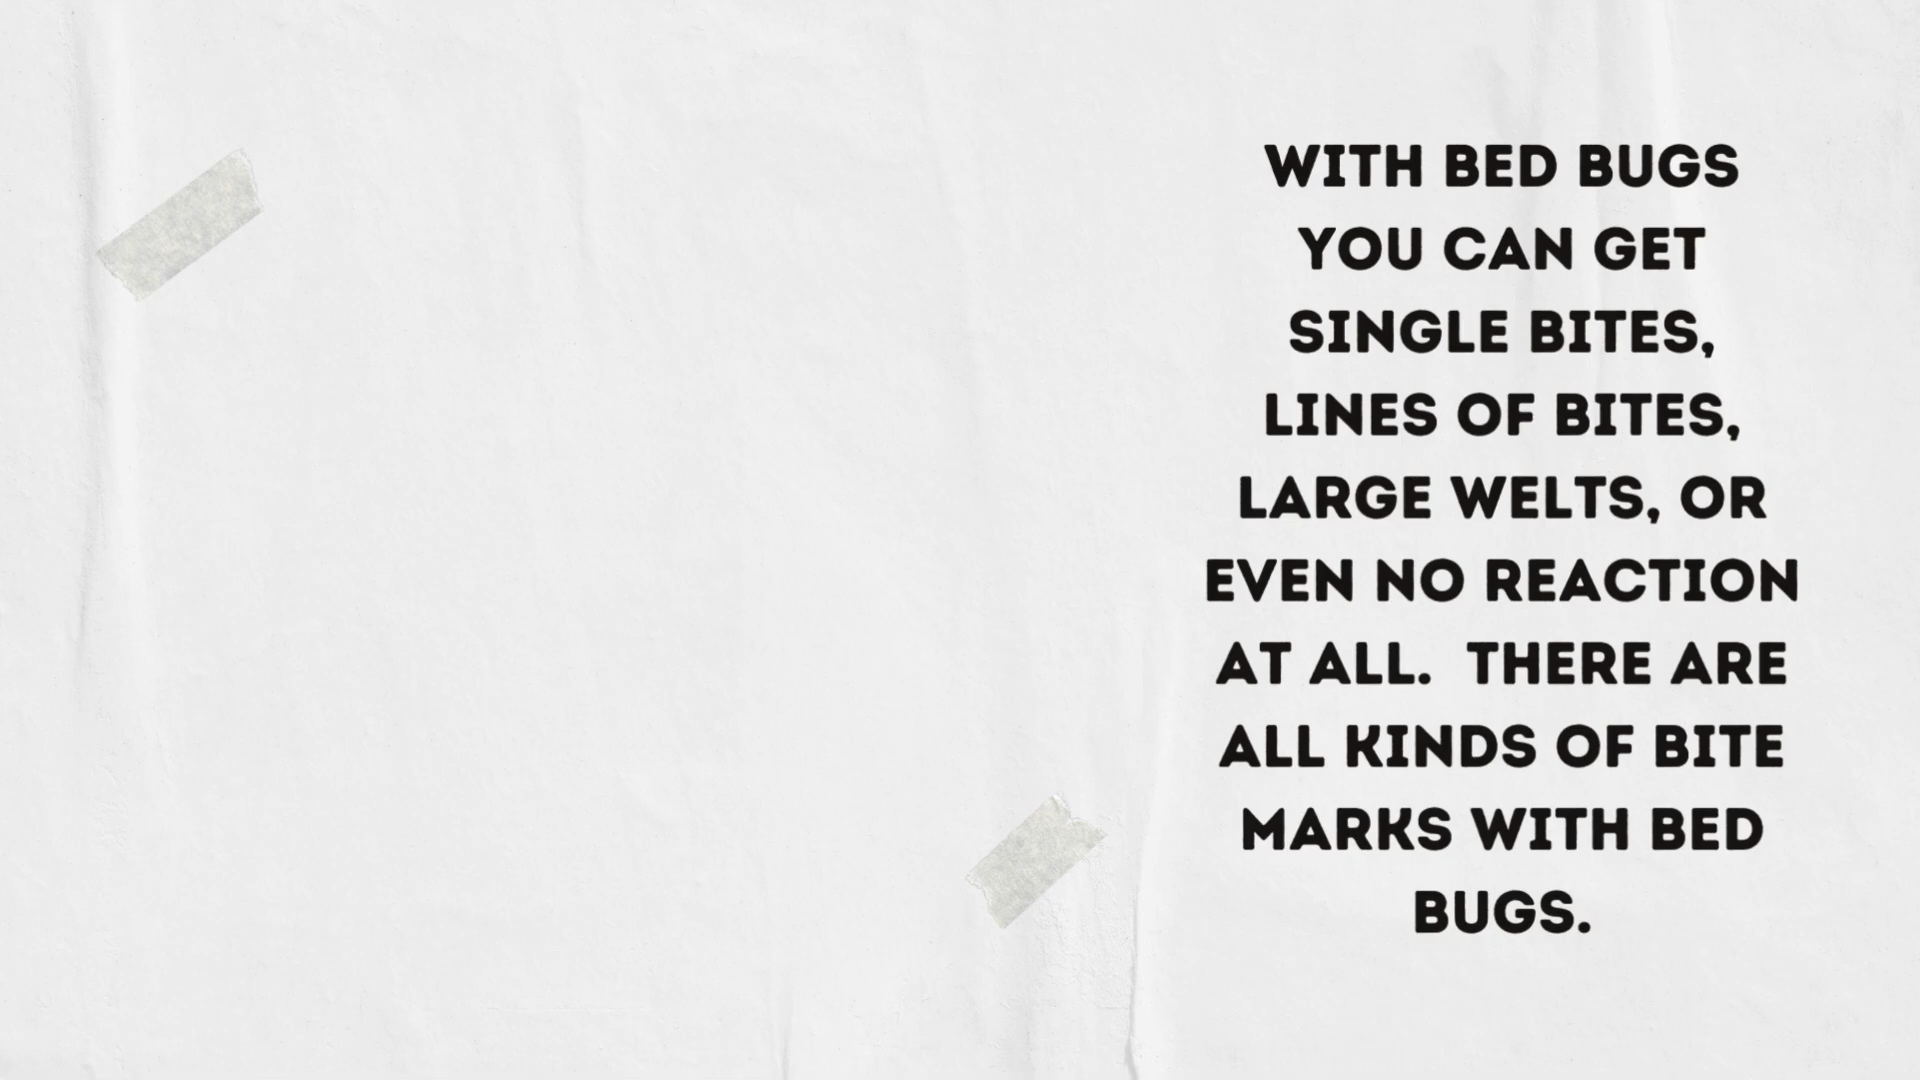 WITH BED BUGS
YOU CAN GET
SINGLE BITES,
LINES OF BITES,
LARGE WELTS, OR
EVEN NO REACTION
AT ALL.  THERE ARE
ALL KINDS OF BITE
MARKS WITH BED
BUGS.